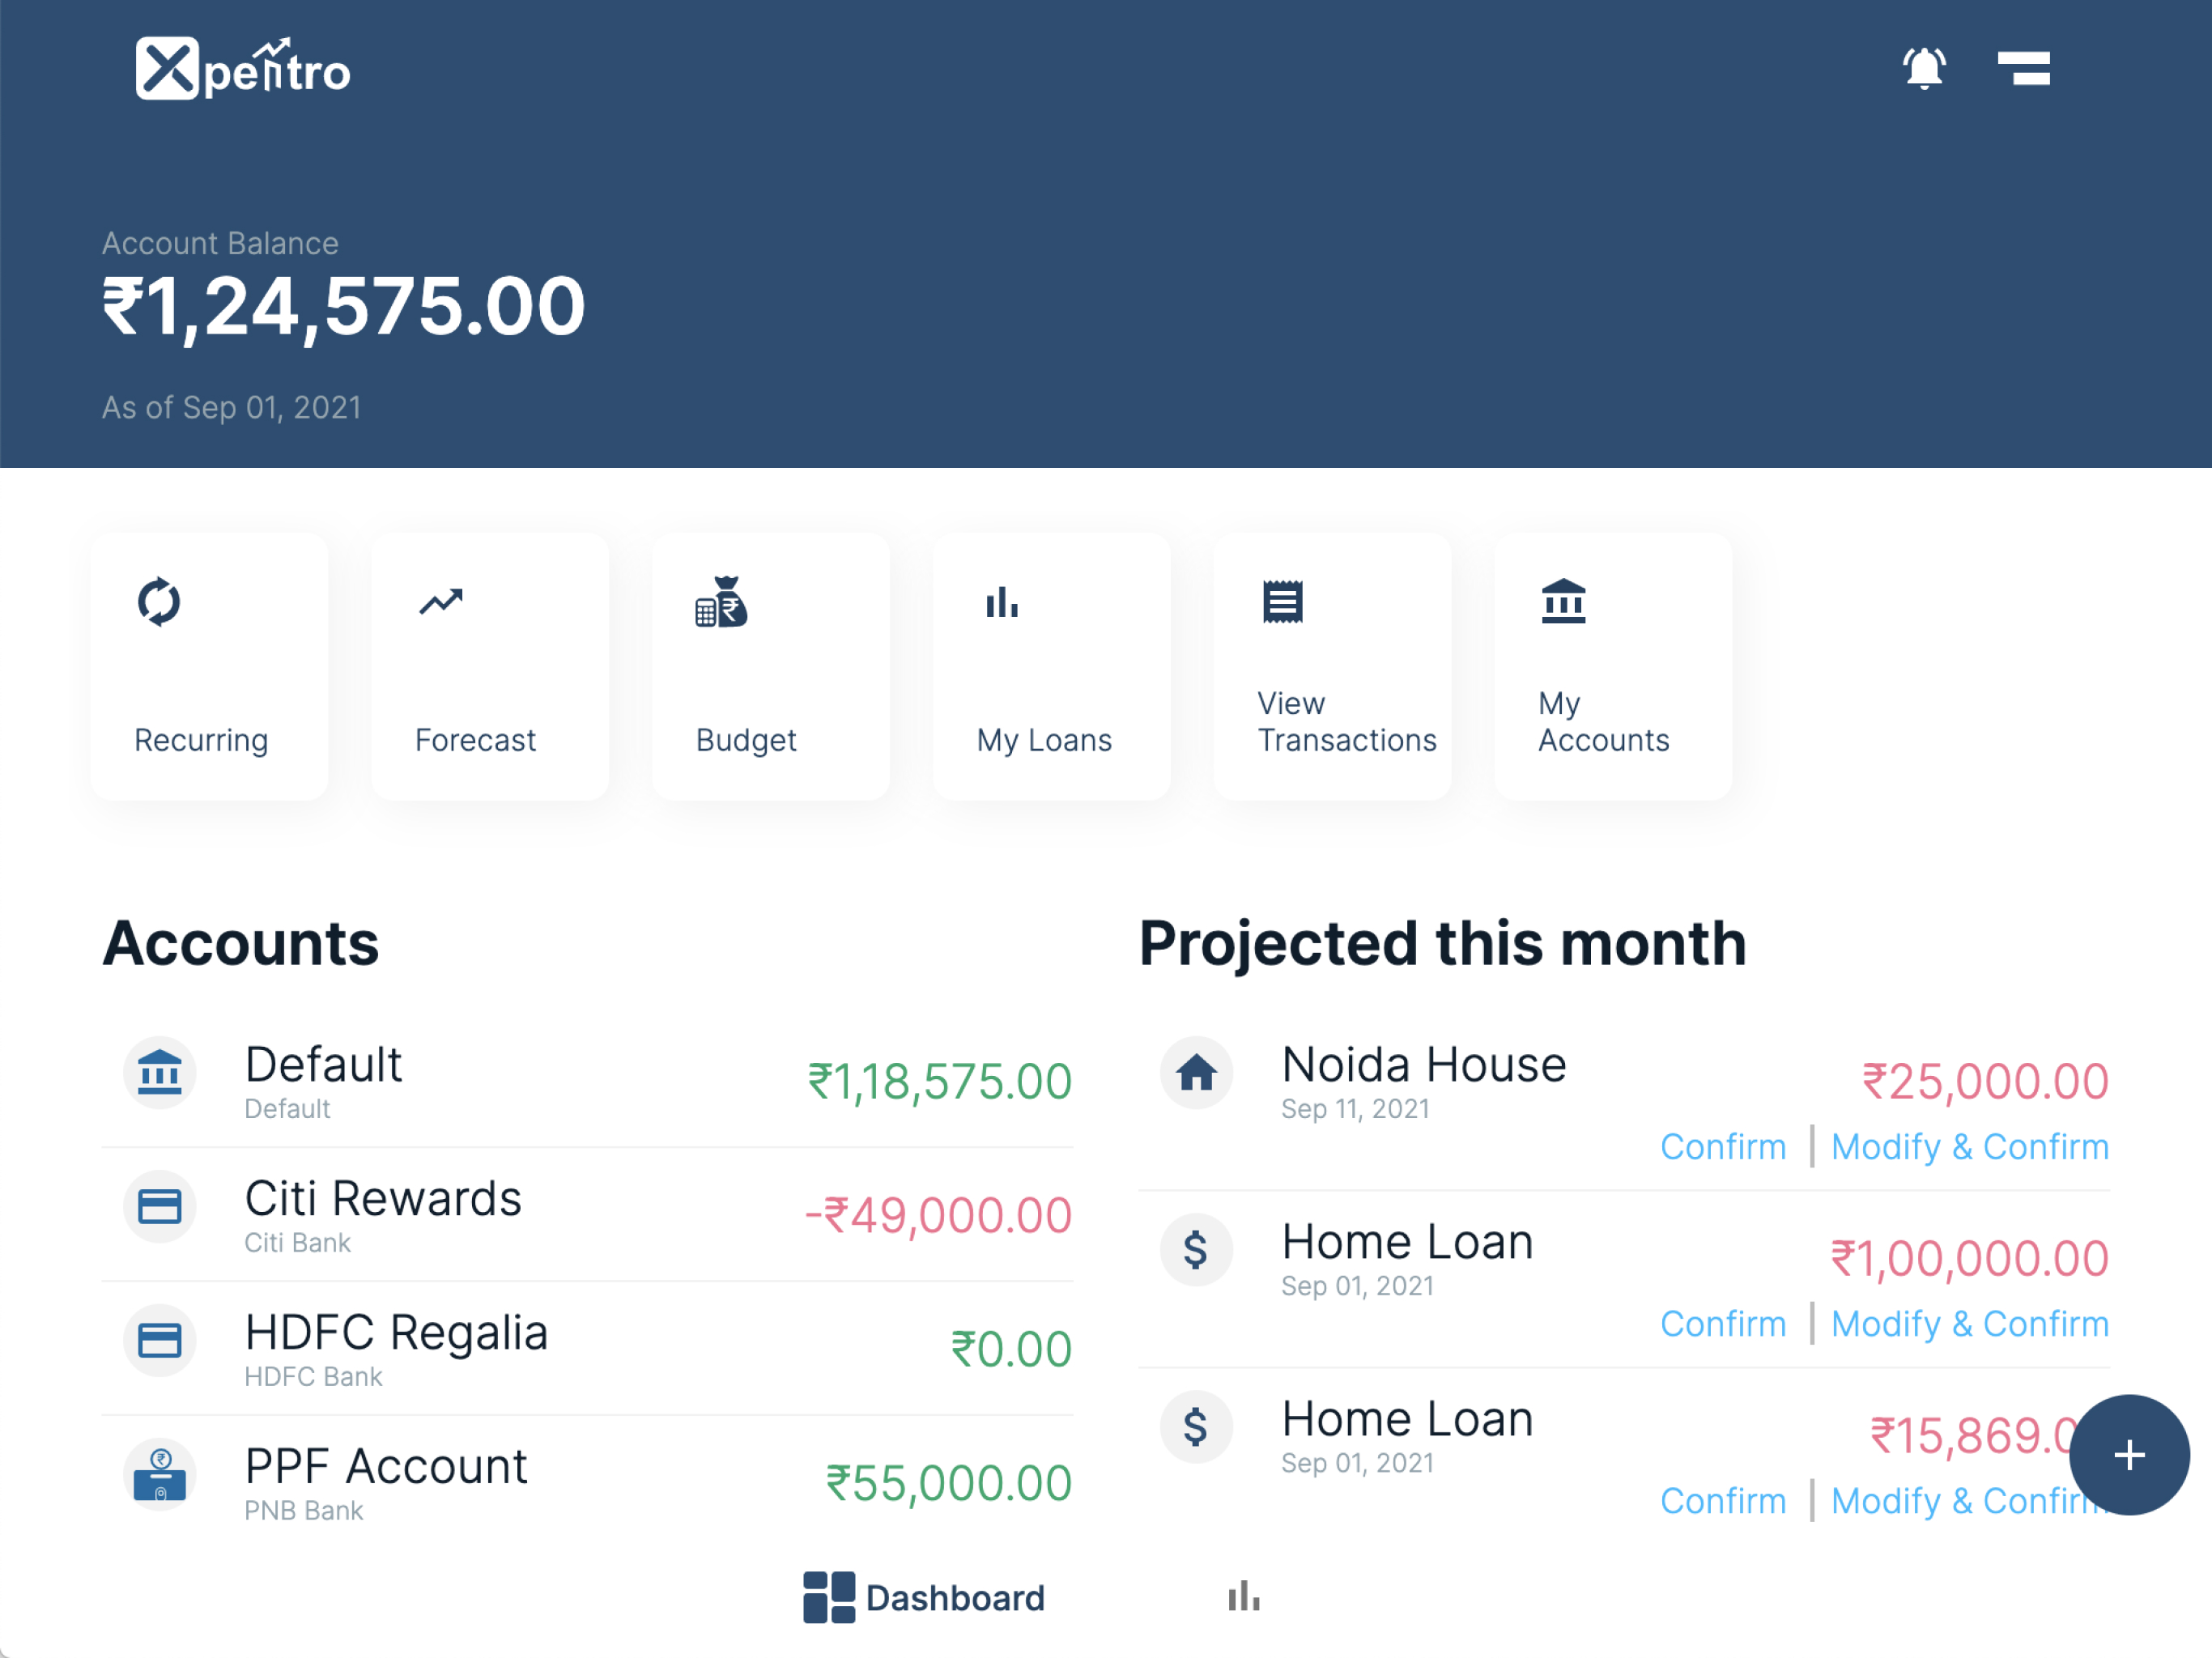 Xpentro
Account Balance
₹1,24,575.00
As of Sep 01, 2021
Recurring
Forecast
Budget
My Loans
View
Transactions
My
Accounts
Accounts
Default
Default
₹1,18,575.00
Citi Rewards
Citi Bank
-₹49,000.00
HDFC Regalia
HDFC Bank
₹0.00
PPF Account
PNB Bank
₹55,000.00
Projected this month
Noida House
Sep 11, 2021
₹25,000.00
Confirm | Modify & Confirm
Home Loan
Sep 01, 2021
₹1,00,000.00
Confirm | Modify & Confirm
Home Loan
Sep 01, 2021
₹15,869.0
Confirm | Modify & Confirm
Dashboard